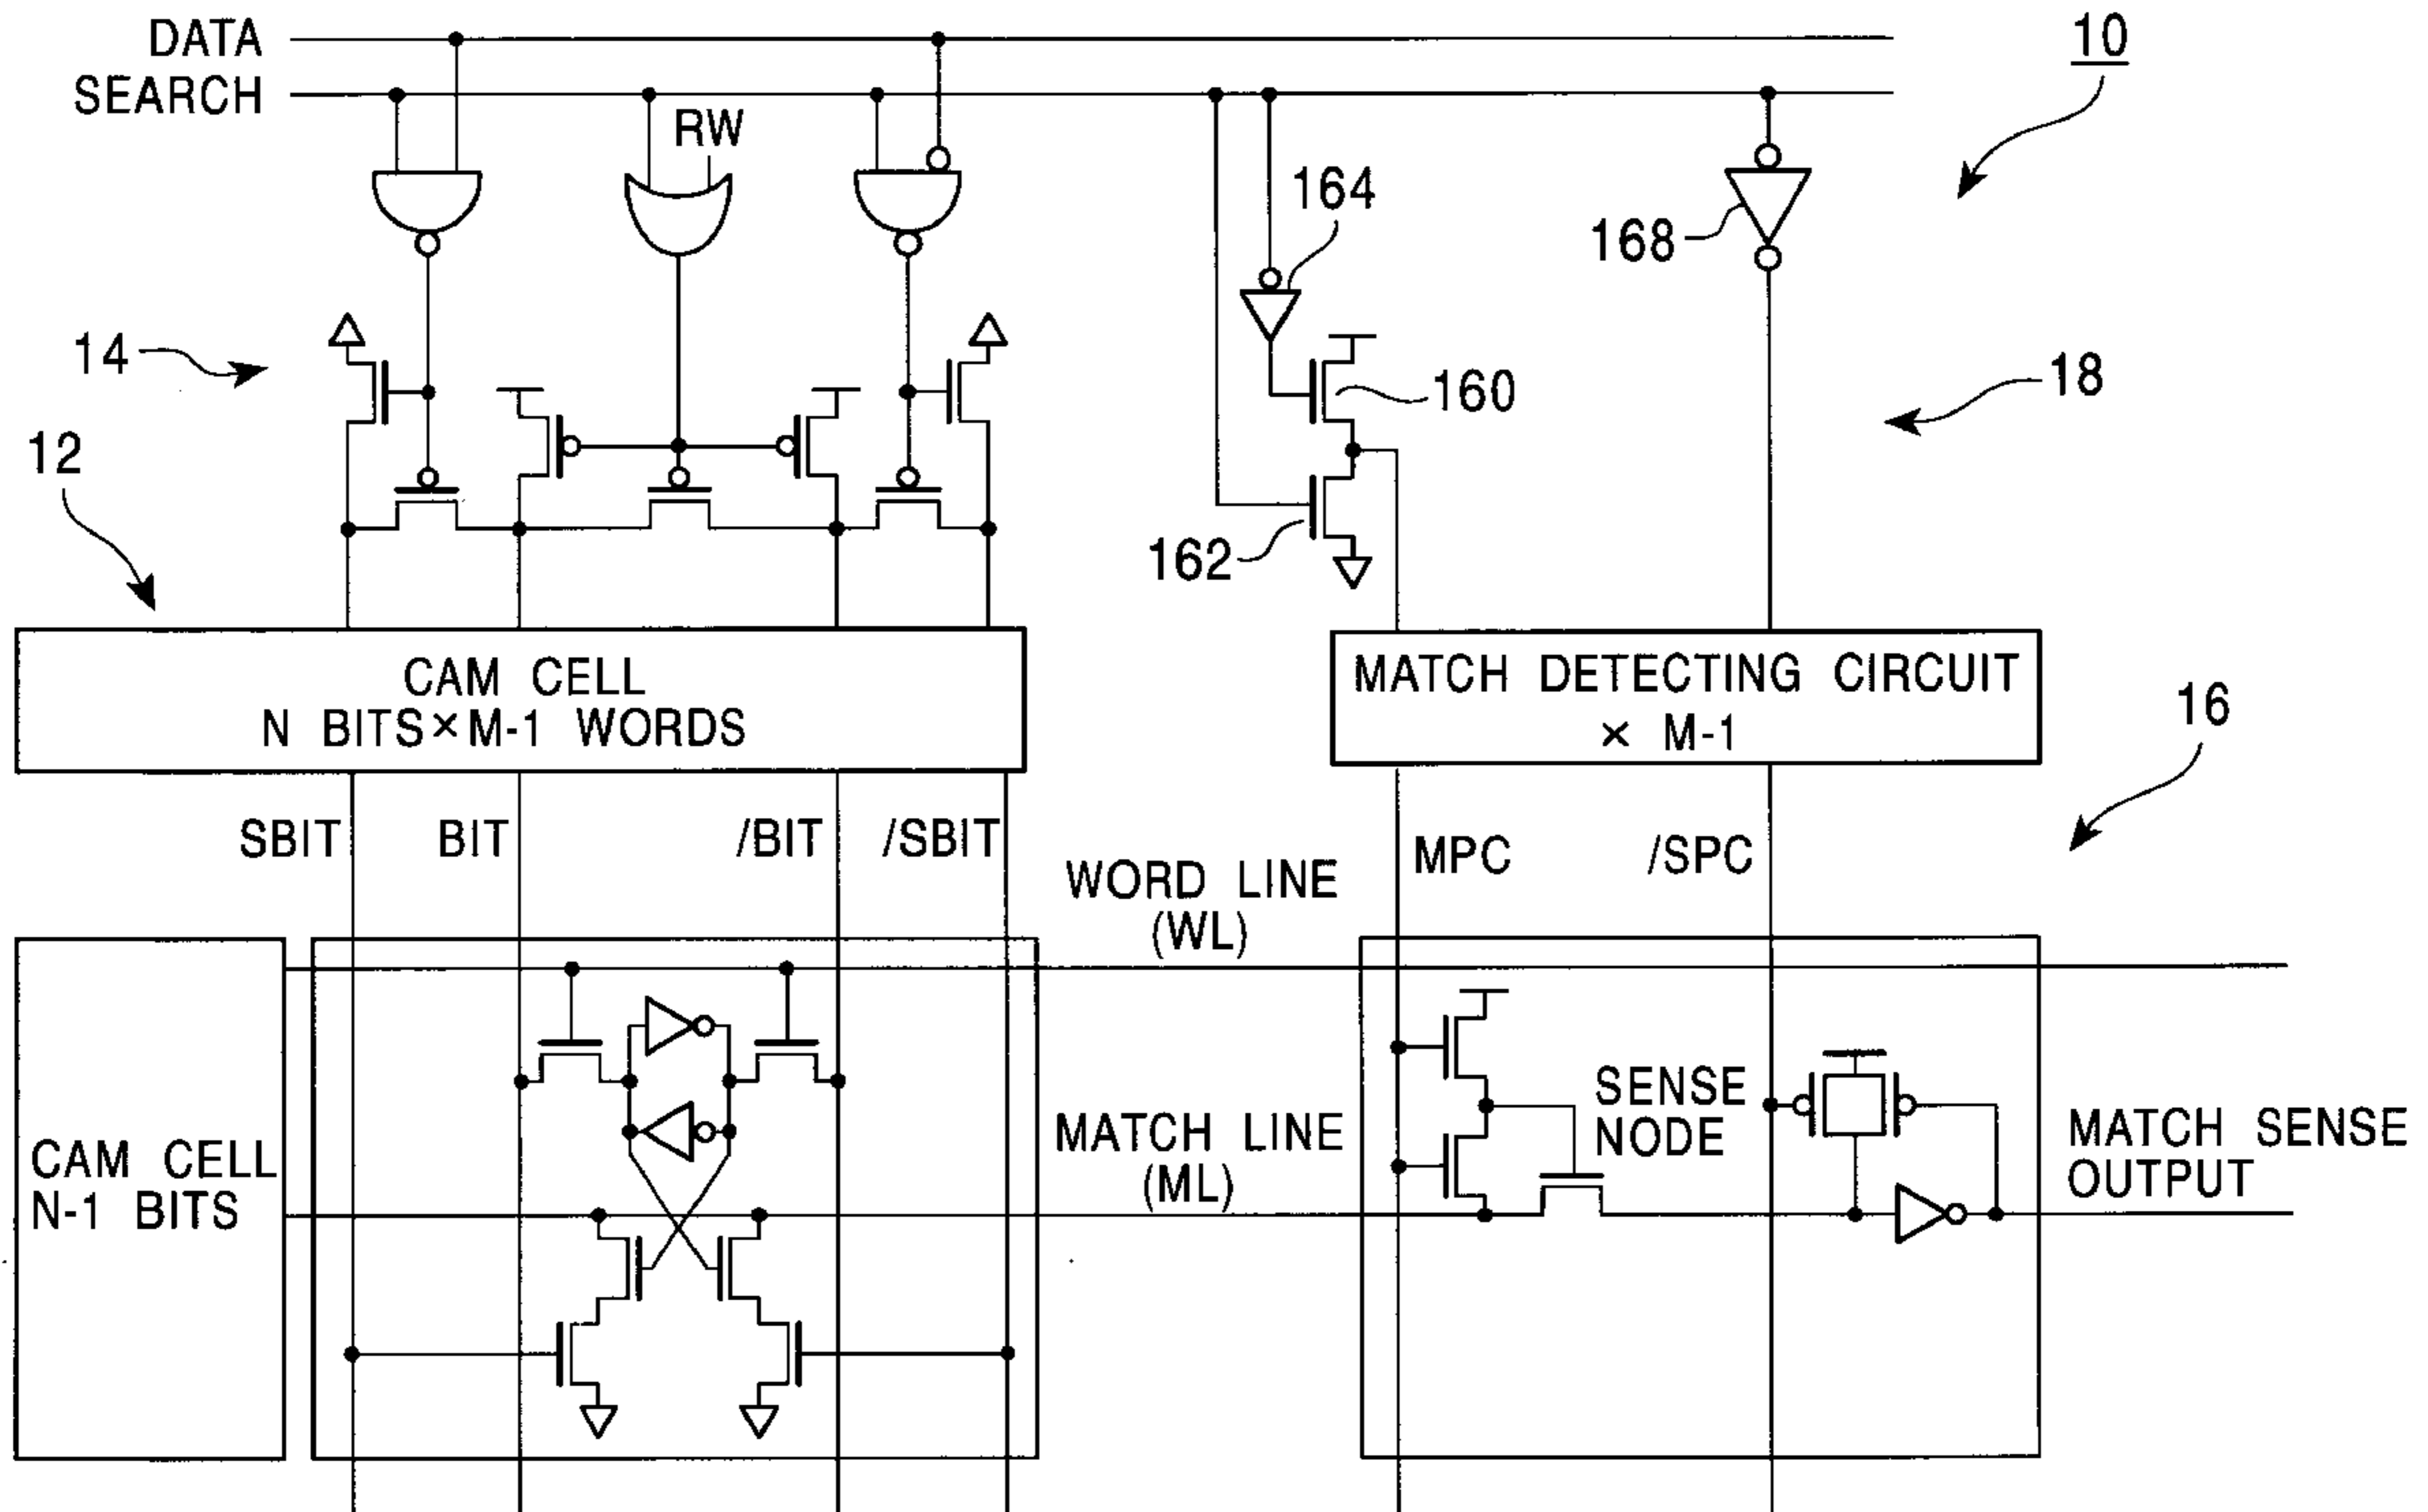 DATA
SEARCH
10
RW
164
168
14
160
18
12
162
CAM CELL
N BITS×M-1 WORDS
MATCH DETECTING CIRCUIT
× M-1
16
SBIT
BIT
/BIT
/SBIT
MPC
/SPC
WORD LINE
(WL)
SENSE
NODE
MATCH LINE
(ML)
MATCH SENSE
OUTPUT
CAM CELL
N-1 BITS